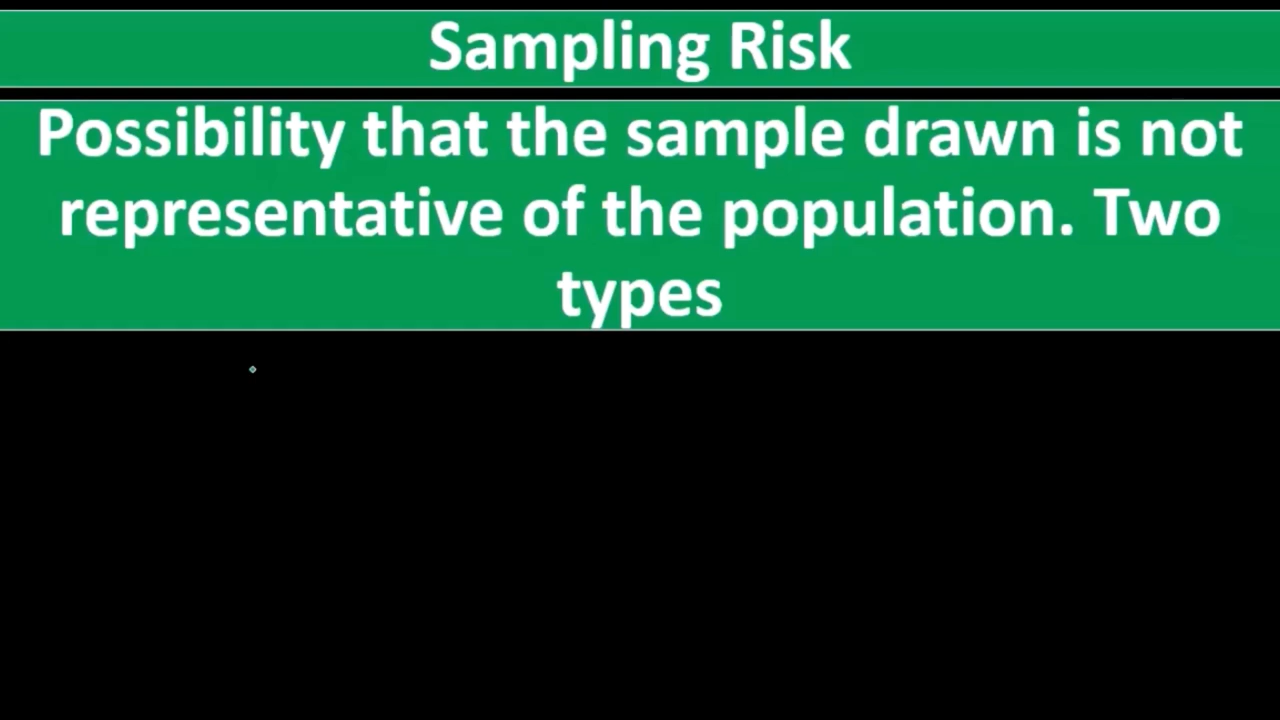 Sampling Risk
Possibility that the sample drawn is not
representative of the population. Two
types